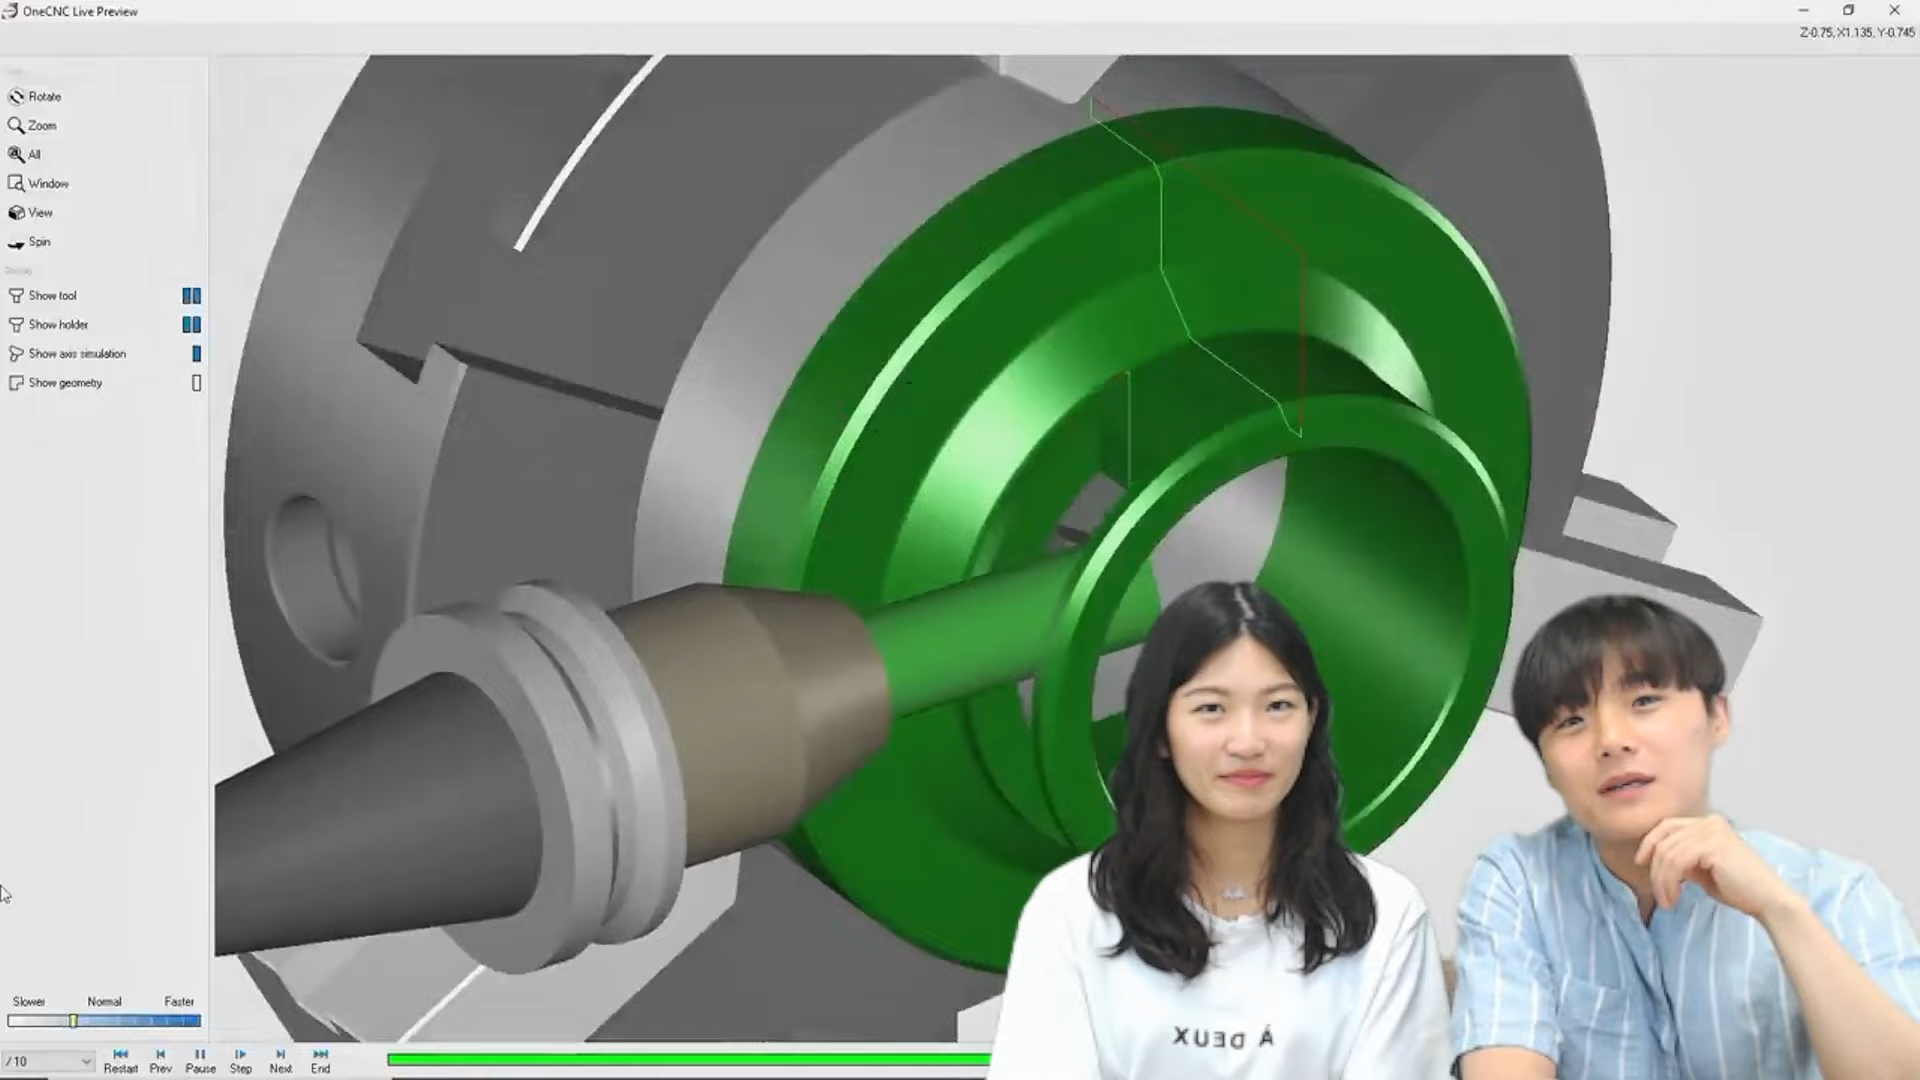 OneCNC Live Preview
Z-0.75, X1.135, Y-0.745
Rotate
Zoom
All
Window
View
Spin
Show tool
Show holder
Show axis simulation
Show geometry
Slower Normal Faster
/10
Restart Prev Pause Step Next End
À DEUX